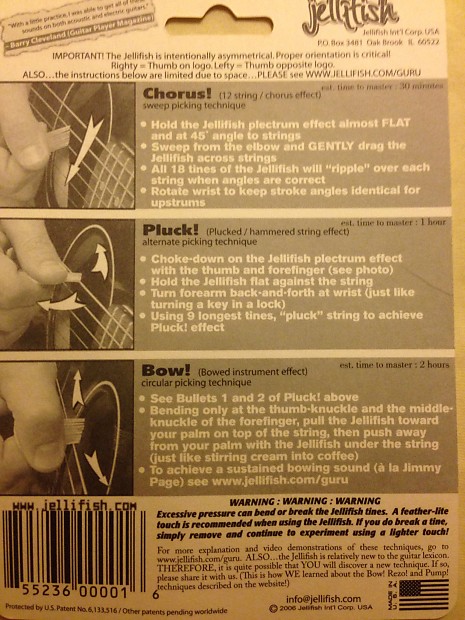 "With a little practice, I was able to get all of these
sounds on both acoustic and electric guitars."
- Barry Cleveland (Guitar Player Magazine)
jellifish
Jellifish Int'l Corp. USA
P.O. Box 3481 Oak Brook IL 60522
IMPORTANT! The Jellifish is intentionally asymmetrical. Proper orientation is critical!
Righty = Thumb on logo. Lefty = Thumb opposite logo.
ALSO...the instructions below are limited due to space...PLEASE see WWW.JELLIFISH.COM/GURU
est. time to master : 30 minutes
Chorus! (12 string / chorus effect)
sweep picking technique
• Hold the Jellifish plectrum effect almost FLAT
and at 45° angle to strings
• Sweep from the elbow and GENTLY drag the
Jellifish across strings
• All 18 tines of the Jellifish will "ripple" over each
string when angles are correct
• Rotate wrist to keep stroke angles identical for
upstrums
est. time to master : 1 hour
Pluck! (Plucked / hammered string effect)
alternate picking technique
• Choke-down on the Jellifish plectrum effect
with the thumb and forefinger (see photo)
• Hold the Jellifish flat against the string
• Turn forearm back-and-forth at wrist (just like
turning a key in a lock)
• Using 9 longest tines, "pluck" string to achieve
Pluck! effect
est. time to master : 2 hours
Bow! (Bowed instrument effect)
circular picking technique
• See Bullets 1 and 2 of Pluck! above
• Bending only at the thumb-knuckle and the middle-
knuckle of the forefinger, pull the Jellifish toward
your palm on top of the string, then push away
from your palm with the Jellifish under the string
(just like stirring cream into coffee)
• To achieve a sustained bowing sound (à la Jimmy
Page) see www.jellifish.com/guru
www.jellifish.com
55236 00001 6
WARNING : WARNING : WARNING
Excessive pressure can bend or break the Jellifish tines. A feather-lite
touch is recommended when using the Jellifish. If you do break a tine,
simply remove and continue to experiment using a lighter touch!
For more explanation and video demonstrations of these techniques, go to
www.jellifish.com/guru. ALSO...the Jellifish is relatively new to the guitar lexicon.
THEREFORE, it is quite possible that YOU will discover a new technique. If so,
please share it with us. (This is how WE learned about the Bow! Rezo! and Pump!
techniques described on the website!)
info@jellifish.com
© 2006 Jellifish Int'l Corp.
MADE IN U.S.A.
Protected by U.S. Patent No. 6,133,516 / Other patents pending worldwide